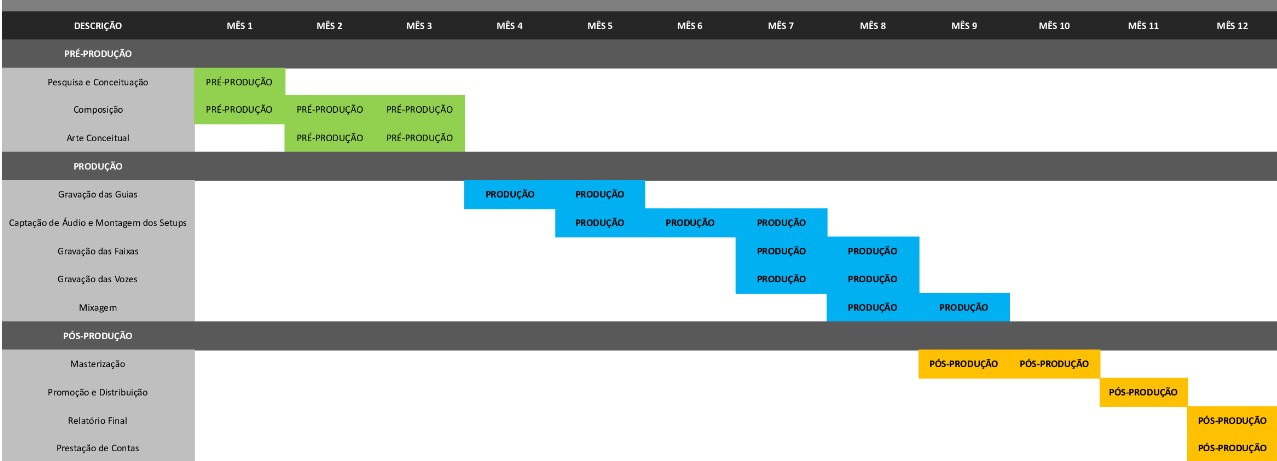 DESCRIÇÃO MÊS 1 MÊS 2 MÊS 3 MÊS 4 MÊS 5 MÊS 6 MÊS 7 MÊS 8 MÊS 9 MÊS 10 MÊS 11 MÊS 12
PRÉ-PRODUÇÃO
Pesquisa e Conceituação PRÉ-PRODUÇÃO
Composição PRÉ-PRODUÇÃO PRÉ-PRODUÇÃO PRÉ-PRODUÇÃO
Arte Conceitual PRÉ-PRODUÇÃO PRÉ-PRODUÇÃO
PRODUÇÃO
Gravação das Guias PRODUÇÃO PRODUÇÃO
Captação de Áudio e Montagem dos Setups PRODUÇÃO PRODUÇÃO PRODUÇÃO
Gravação das Faixas PRODUÇÃO PRODUÇÃO
Gravação das Vozes PRODUÇÃO PRODUÇÃO
Mixagem PRODUÇÃO PRODUÇÃO
PÓS-PRODUÇÃO
Masterização PÓS-PRODUÇÃO PÓS-PRODUÇÃO
Promoção e Distribuição PÓS-PRODUÇÃO
Relatório Final PÓS-PRODUÇÃO
Prestação de Contas PÓS-PRODUÇÃO